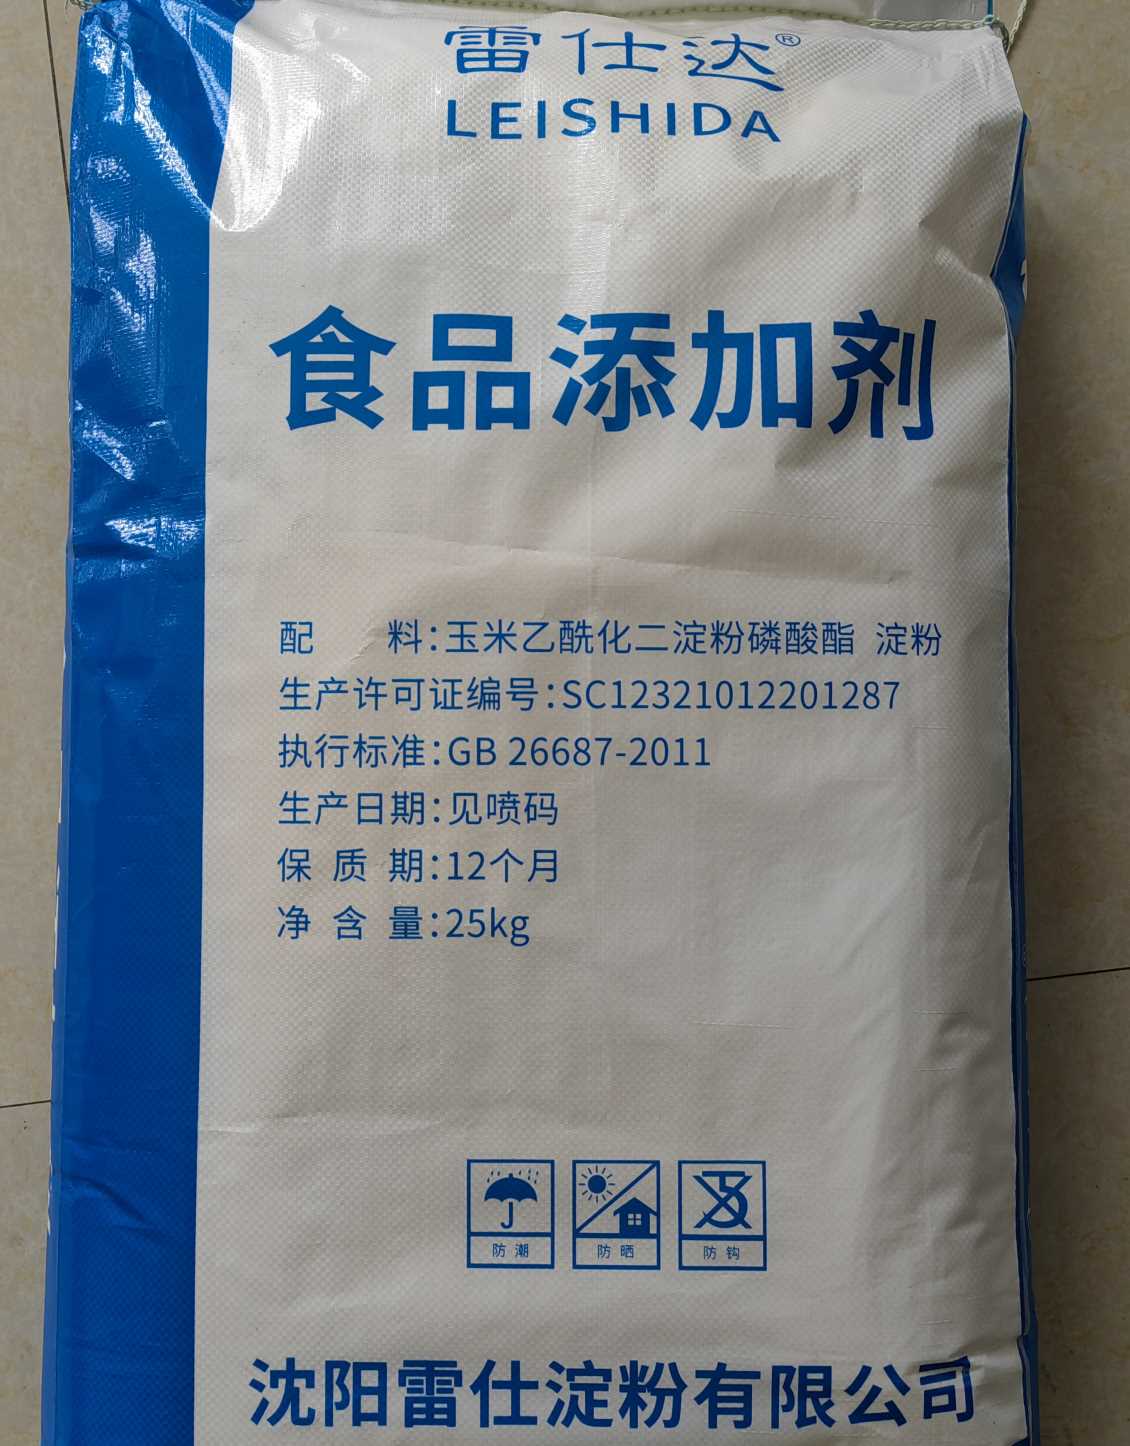 雷仕达®
LEISHIDA
食品添加剂
配 料:玉米乙酰化二淀粉磷酸酯 淀粉
生产许可证编号:SC12321012201287
执行标准:GB 26687-2011
生产日期:见喷码
保 质 期:12个月
净 含 量:25kg
防 潮 防 晒 防 钩
沈阳雷仕淀粉有限公司